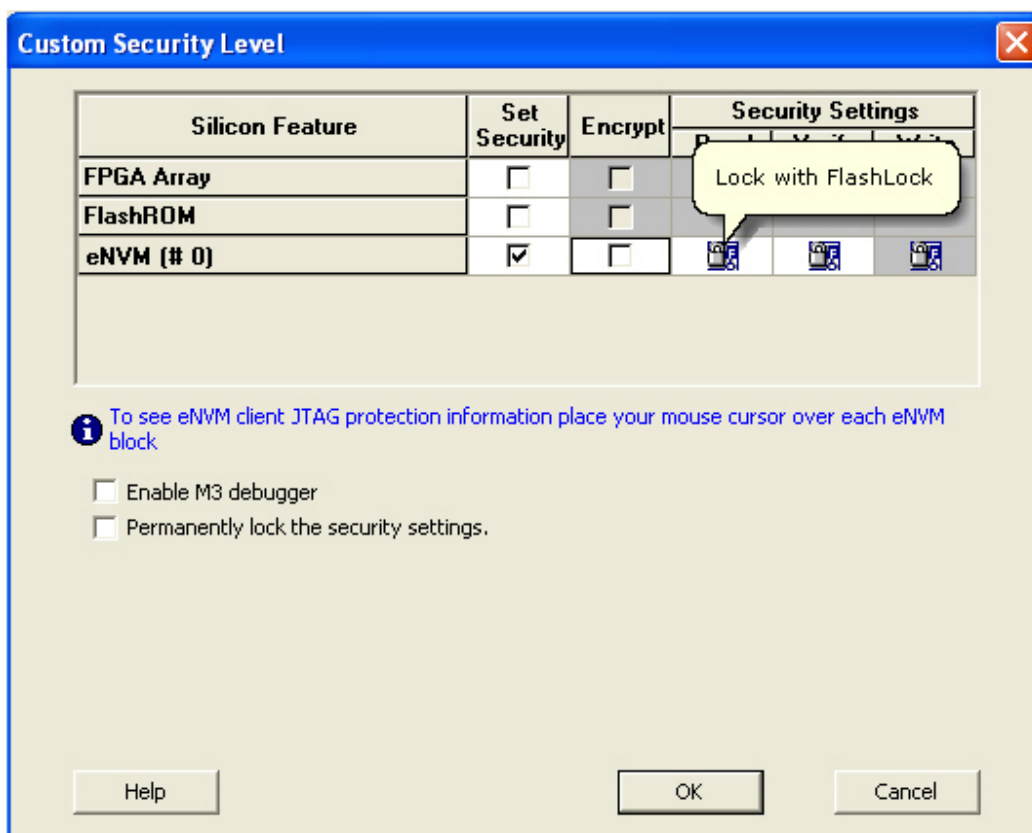 Custom Security Level
Silicon Feature
Set Security
Encrypt
Security Settings
Lock with FlashLock
FPGA Array
FlashROM
eNVM (# 0)
To see eNVM client JTAG protection information place your mouse cursor over each eNVM
block
Enable M3 debugger
Permanently lock the security settings.
Help
OK
Cancel